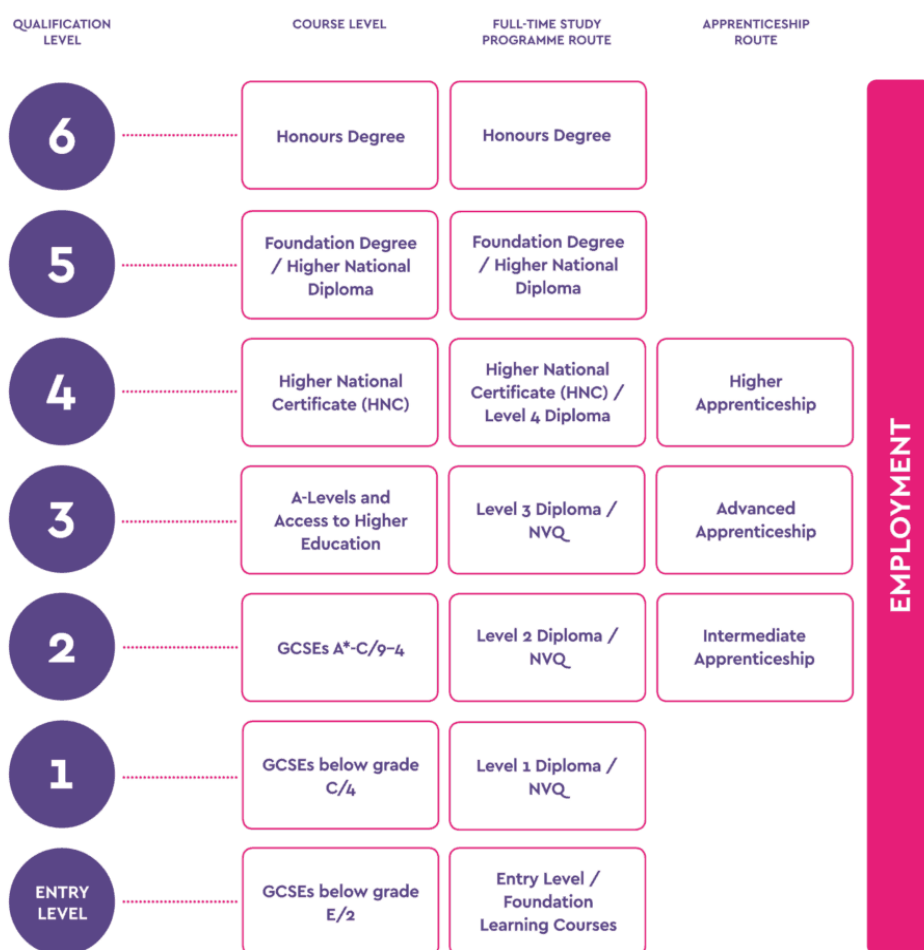 QUALIFICATION
LEVEL
COURSE LEVEL
FULL-TIME STUDY
PROGRAMME ROUTE
APPRENTICESHIP
ROUTE
6
Honours Degree
Honours Degree
5
Foundation Degree
/ Higher National
Diploma
Foundation Degree
/ Higher National
Diploma
4
Higher National
Certificate (HNC)
Higher National
Certificate (HNC) /
Level 4 Diploma
Higher
Apprenticeship
3
A-Levels and
Access to Higher
Education
Level 3 Diploma /
NVQ
Advanced
Apprenticeship
2
GCSEs A*-C/9-4
Level 2 Diploma /
NVQ
Intermediate
Apprenticeship
1
GCSEs below grade
C/4
Level 1 Diploma /
NVQ
ENTRY
LEVEL
GCSEs below grade
E/2
Entry Level /
Foundation
Learning Courses
EMPLOYMENT